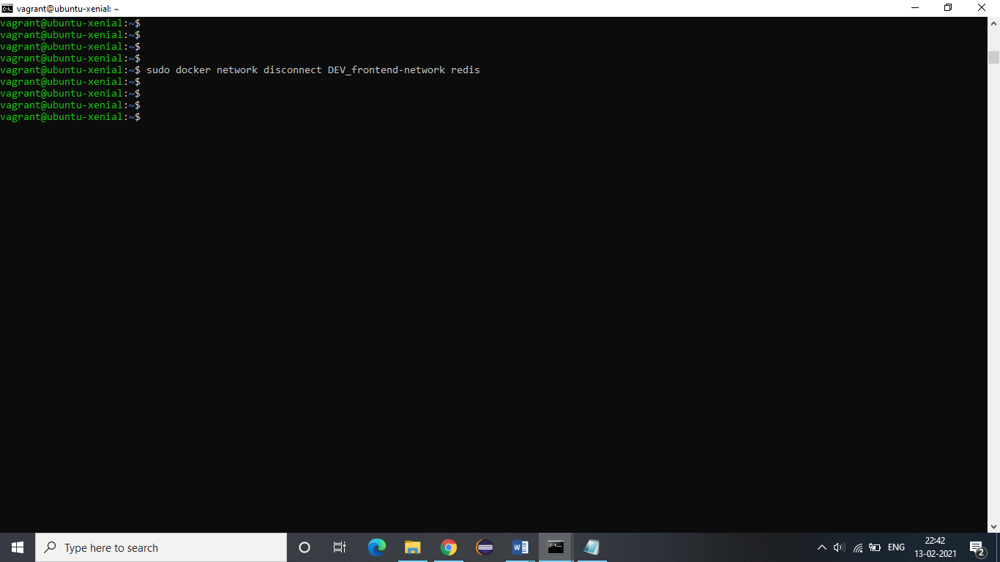 vagrant@ubuntu-xenial: ~
vagrant@ubuntu-xenial:~$
vagrant@ubuntu-xenial:~$
vagrant@ubuntu-xenial:~$
vagrant@ubuntu-xenial:~$
vagrant@ubuntu-xenial:~$ sudo docker network disconnect DEV_frontend-network redis
vagrant@ubuntu-xenial:~$
vagrant@ubuntu-xenial:~$
vagrant@ubuntu-xenial:~$
vagrant@ubuntu-xenial:~$
Type here to search
ENG
22:42
13-02-2021
2